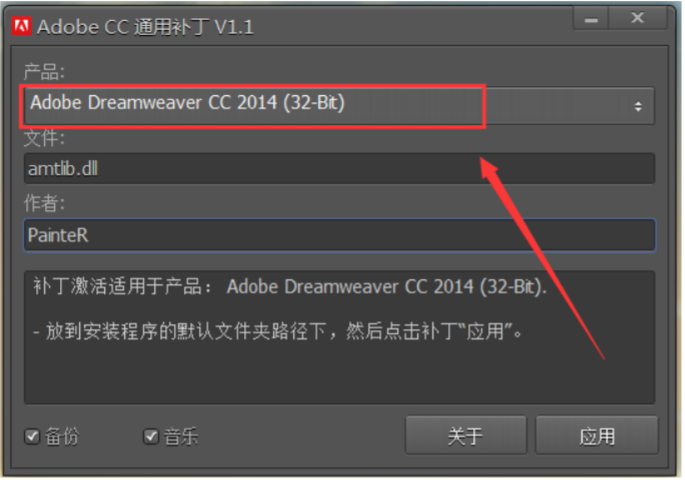 Adobe CC 通用补丁 V1.1
产品:
Adobe Dreamweaver CC 2014 (32-Bit)
文件:
amtlib.dll
作者:
PainteR
补丁激活适用于产品： Adobe Dreamweaver CC 2014 (32-Bit).
- 放到安装程序的默认文件夹路径下，然后点击补丁“应用”。
备份
音乐
关于
应用